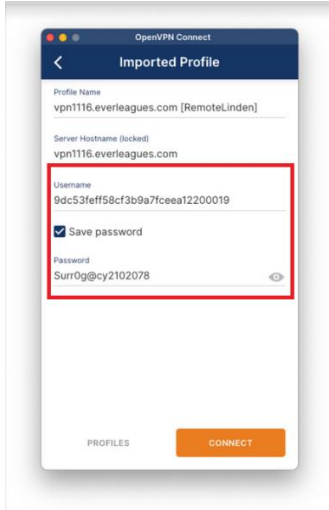 OpenVPN Connect
Imported Profile
Profile Name
vpn1116.everleagues.com [RemoteLinden]
Server Hostname (locked)
vpn1116.everleagues.com
Username
9dc53feff58cf3b9a7fceea12200019
Save password
Password
Surr0g@cy2102078
PROFILES
CONNECT